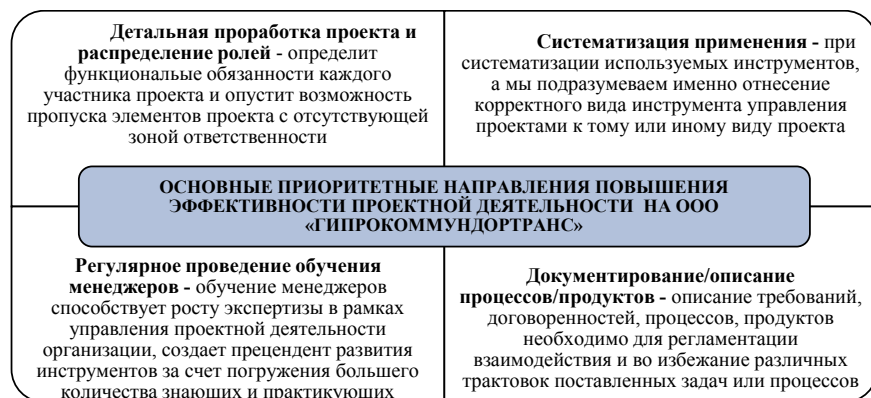 Детальная проработка проекта и
распределение ролей - определит
функциональые обязанности каждого
участника проекта и опустит возможность
пропуска элементов проекта с отсутствующей
зоной ответственности
Систематизация применения - при
систематизации используемых инструментов,
а мы подразумеваем именно отнесение
корректного вида инструмента управления
проектами к тому или иному виду проекта
ОСНОВНЫЕ ПРИОРИТЕТНЫЕ НАПРАВЛЕНИЯ ПОВЫШЕНИЯ
ЭФФЕКТИВНОСТИ ПРОЕКТНОЙ ДЕЯТЕЛЬНОСТИ НА ООО
«ГИПРОКОММУНДОРТРАНС»
Регулярное проведение обучения
менеджеров - обучение менеджеров
способствует росту экспертизы в рамках
управления проектной деятельности
организации, создает прецендент развития
инструментов за счет погружения большего
количества знающих и практикующих
Документирование/описание
процессов/продуктов - описание требований,
договоренностей, процессов, продуктов
необходимо для регламентации
взаимодействия и во избежание различных
трактовок поставленных задач или процессов